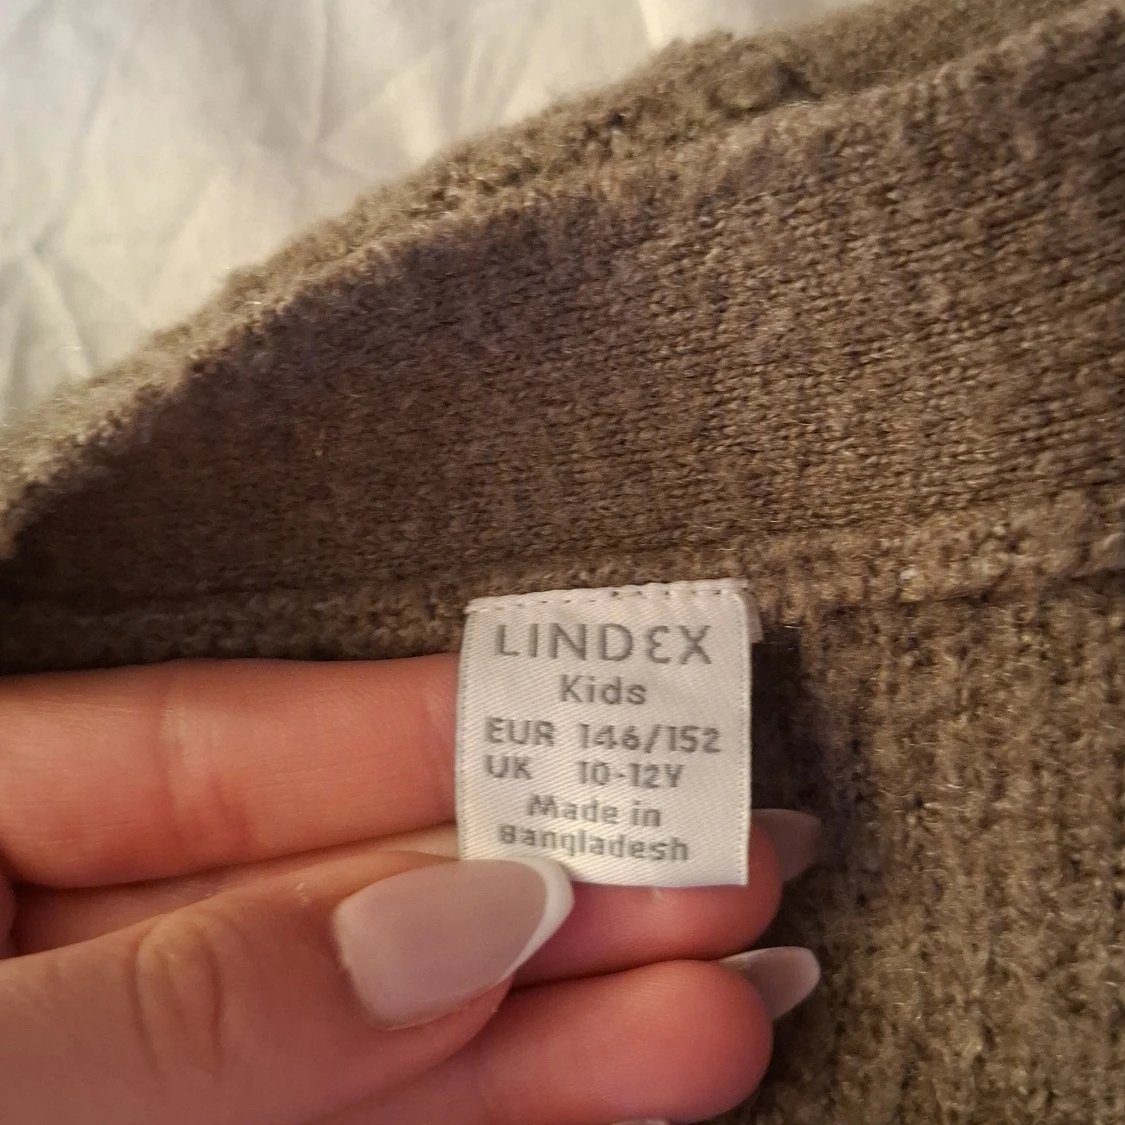 LINDEX
Kids
EUR 146/152
UK 10-12Y
Made in
Bangladesh